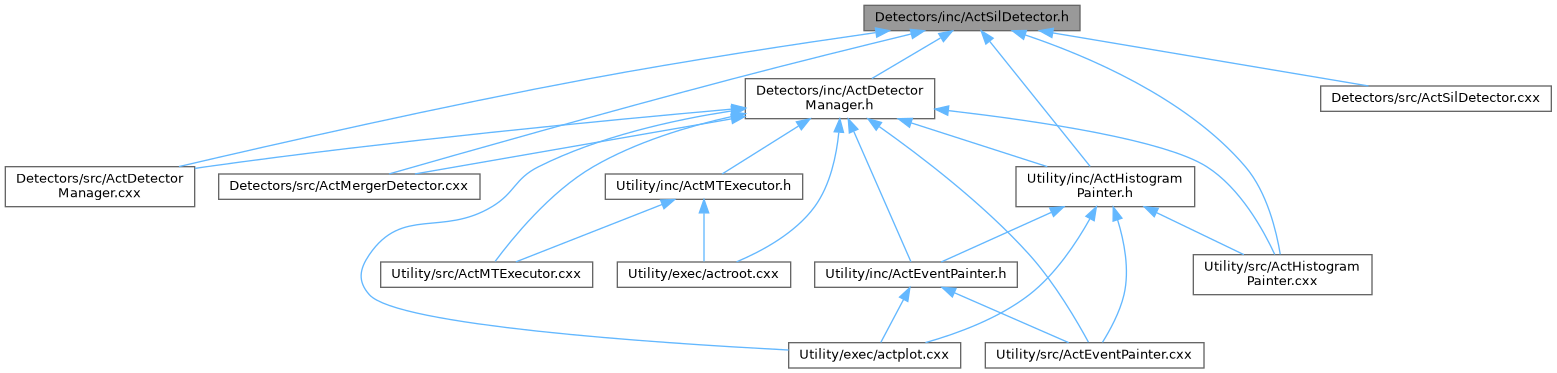 Detectors/inc/ActSilDetector.h
Detectors/inc/ActDetector
Manager.h
Detectors/src/ActSilDetector.cxx
Detectors/src/ActDetector
Manager.cxx
Detectors/src/ActMergerDetector.cxx
Utility/inc/ActMTExecutor.h
Utility/inc/ActHistogram
Painter.h
Utility/src/ActMTExecutor.cxx
Utility/exec/actroot.cxx
Utility/inc/ActEventPainter.h
Utility/src/ActHistogram
Painter.cxx
Utility/exec/actplot.cxx
Utility/src/ActEventPainter.cxx